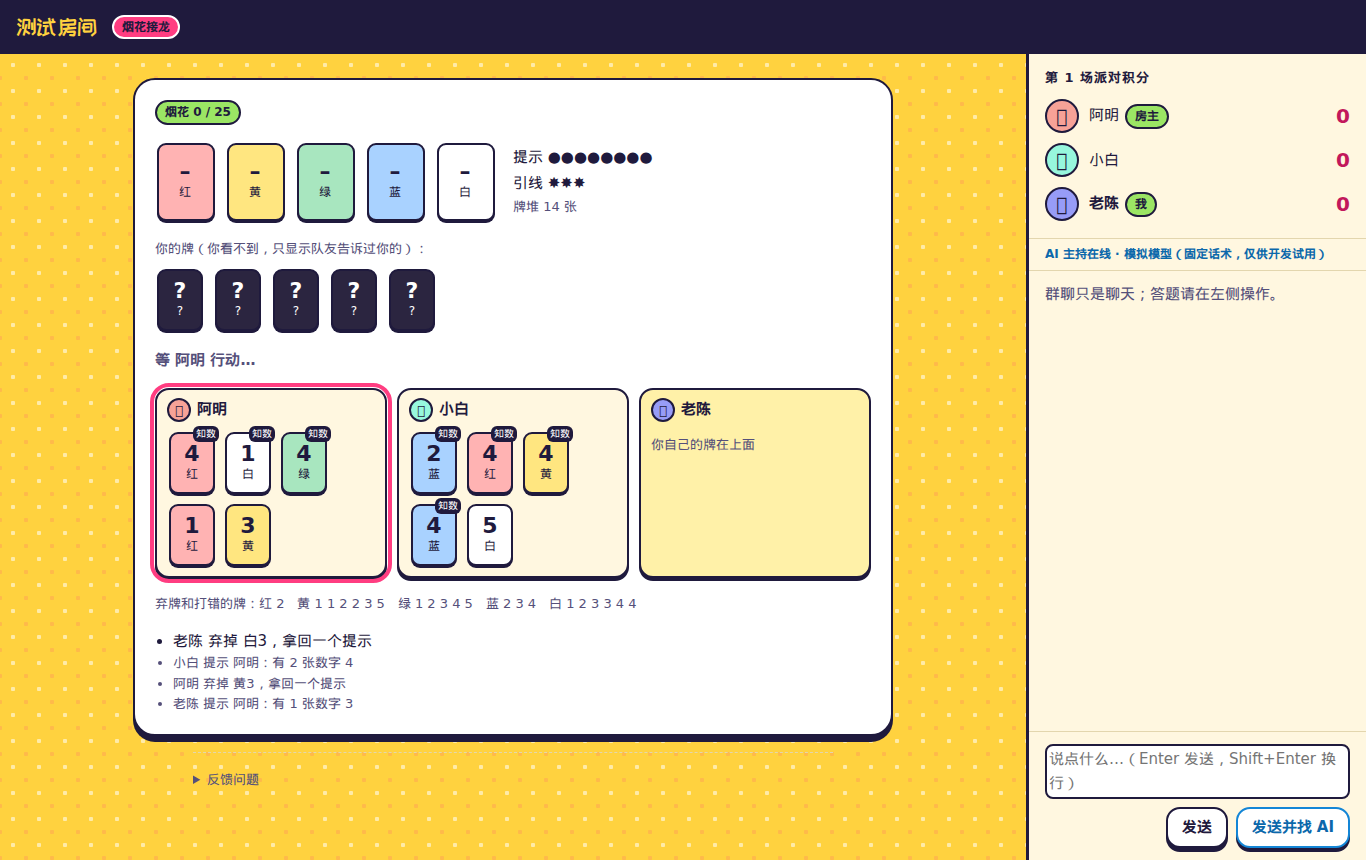 测试房间 烟花接龙
烟花 0 / 25
– 红
– 黄
– 绿
– 蓝
– 白
提示 ●●●●●●●●
引线 ✸✸✸
牌堆 14 张
你的牌（你看不到，只显示队友告诉过你的）：
? ? ? ? ?
? ? ? ? ?
等 阿明 行动…
阿明
知数 知数 知数
4 1 4
红 白 绿
1 3
红 黄
小白
知数 知数 知数
2 4 4
蓝 红 黄
知数
4 5
蓝 白
老陈
你自己的牌在上面
弃牌和打错的牌：红 2 黄 1 1 2 2 3 5 绿 1 2 3 4 5 蓝 2 3 4 白 1 2 3 3 4 4
• 老陈 弃掉 白3，拿回一个提示
• 小白 提示 阿明：有 2 张数字 4
• 阿明 弃掉 黄3，拿回一个提示
• 老陈 提示 阿明：有 1 张数字 3
▶ 反馈问题
第 1 场派对积分
阿明 房主 0
小白 0
老陈 我 0
AI 主持在线 · 模拟模型（固定话术，仅供开发试用）
群聊只是聊天；答题请在左侧操作。
说点什么…（Enter 发送，Shift+Enter 换
行）
发送 发送并找 AI